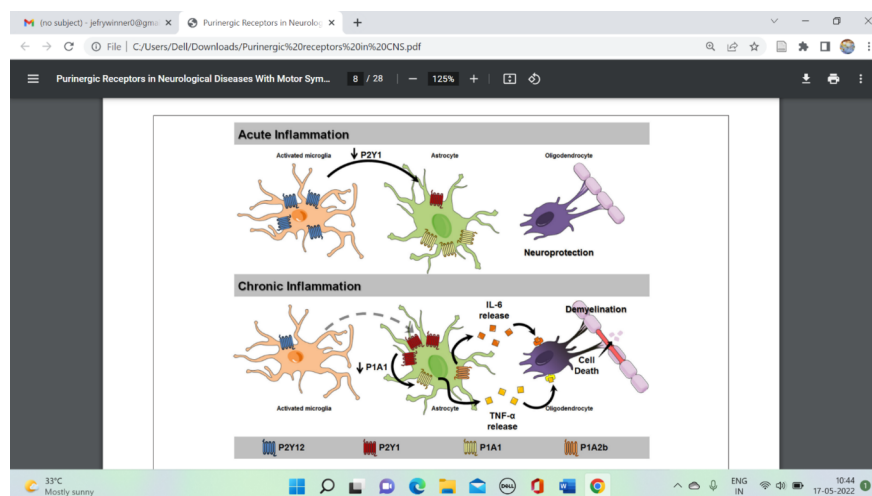 (no subject) - jefrywinner0@gmai
Purinergic Receptors in Neurolog
File | C:/Users/Dell/Downloads/Purinergic%20receptors%20in%20CNS.pdf
Purinergic Receptors in Neurological Diseases With Motor Sym...
8 / 28
125%
Acute Inflammation
Activated microglia
P2Y1
Astrocyte
Oligodendrocyte
Neuroprotection
Chronic Inflammation
IL-6
release
Demyelination
P1A1
Cell
Death
Activated microglia
Astrocyte
TNF-α
release
Oligodendrocyte
P2Y12
P2Y1
P1A1
P1A2b
33°C
Mostly sunny
DELL
ENG
IN
10:44
17-05-2022
1